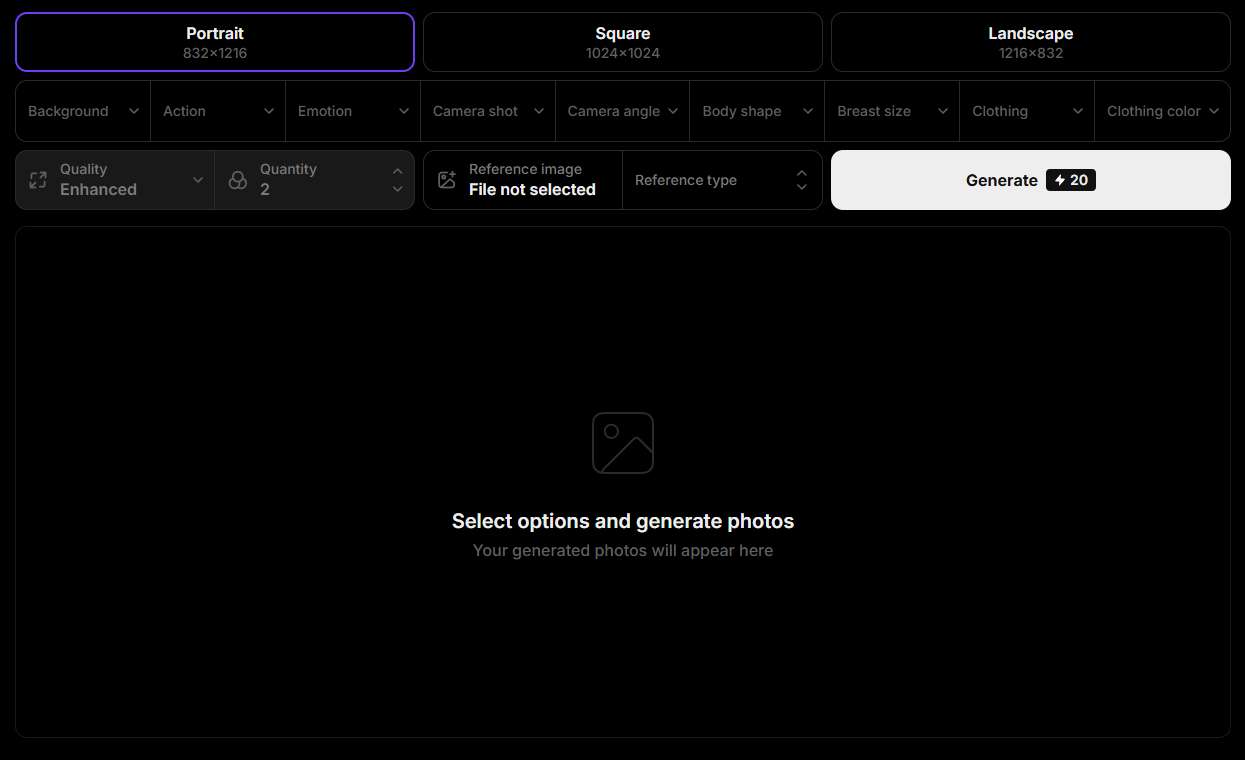 Portrait
832×1216
Square
1024×1024
Landscape
1216×832
Background
Action
Emotion
Camera shot
Camera angle
Body shape
Breast size
Clothing
Clothing color
Quality
Enhanced
Quantity
2
Reference image
File not selected
Reference type
Generate 20
Select options and generate photos
Your generated photos will appear here